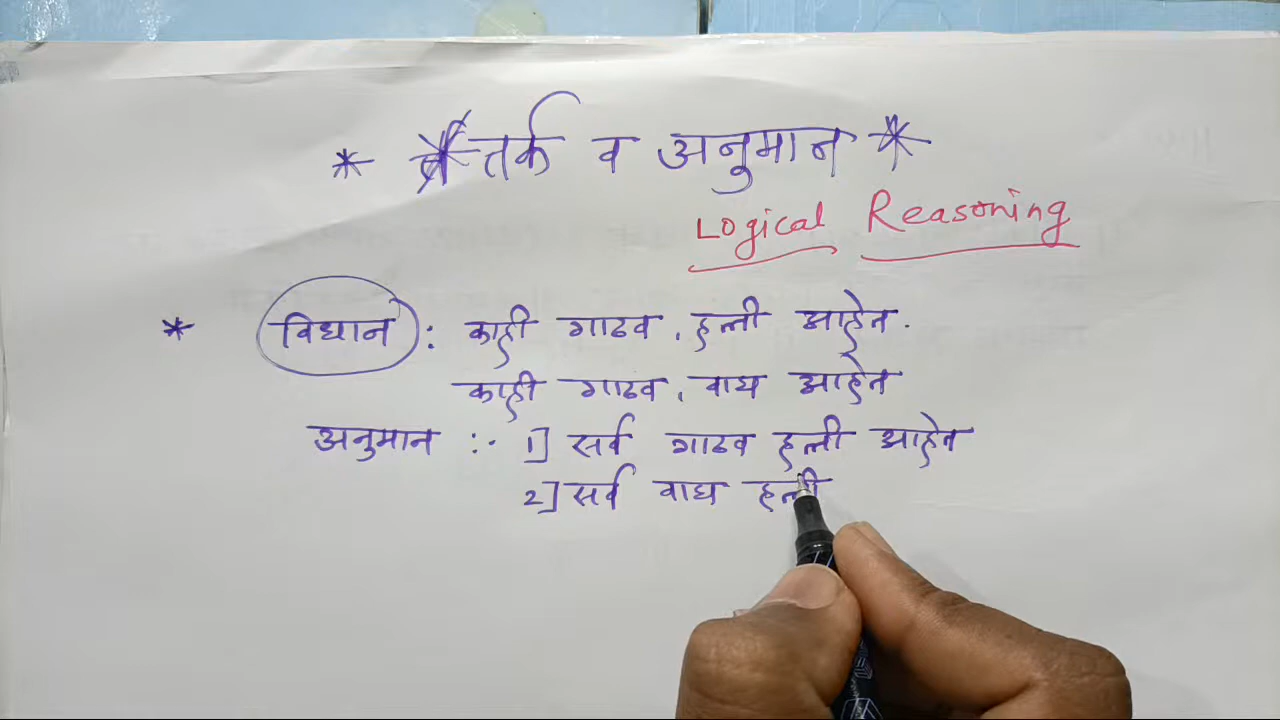 * तर्क व अनुमान *
Logical Reasoning
* विधान : काही गाढव, हत्ती आहेत.
काही गाढव, वाघ आहेत
अनुमान :- 1] सर्व गाढव हत्ती आहेत
2] सर्व वाघ हत्ती